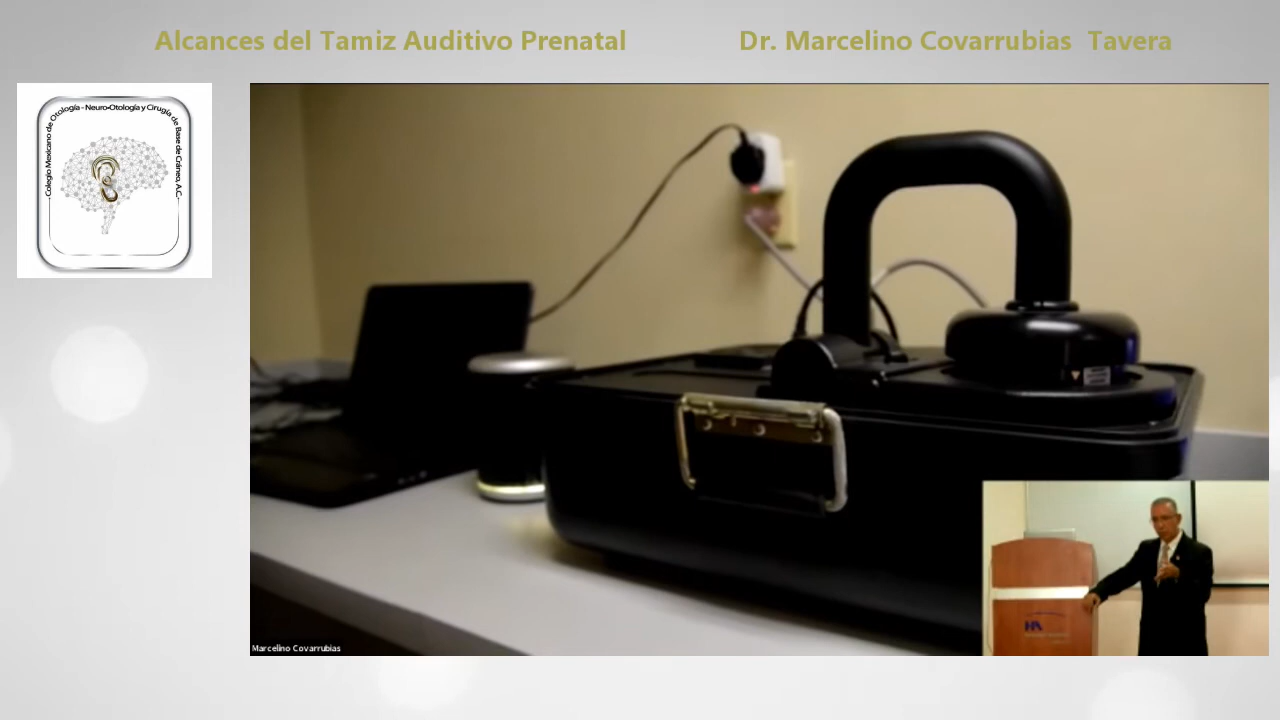 Alcances del Tamiz Auditivo Prenatal
Dr. Marcelino Covarrubias Tavera
Colegio Mexicano de Otología - Neuro-Otología y Cirugía de Base de Cráneo, A.C.
Marcelino Covarrubias